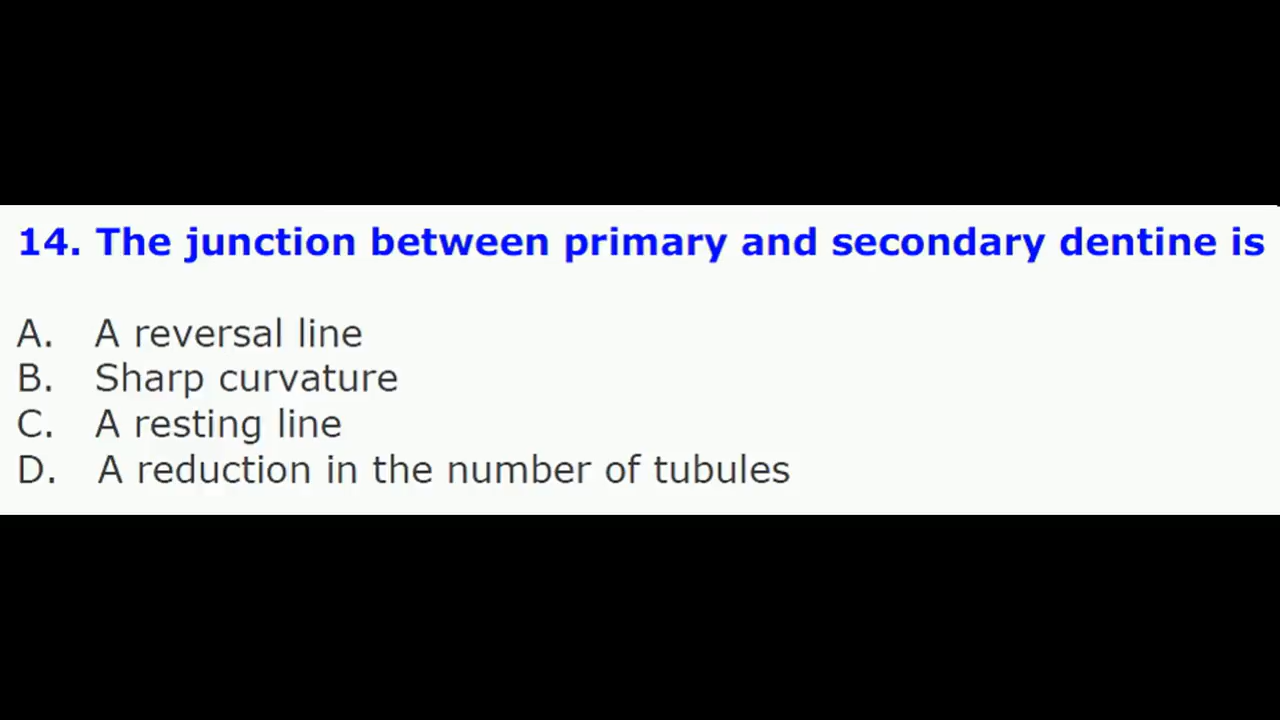 14. The junction between primary and secondary dentine is
A. A reversal line
B. Sharp curvature
C. A resting line
D. A reduction in the number of tubules